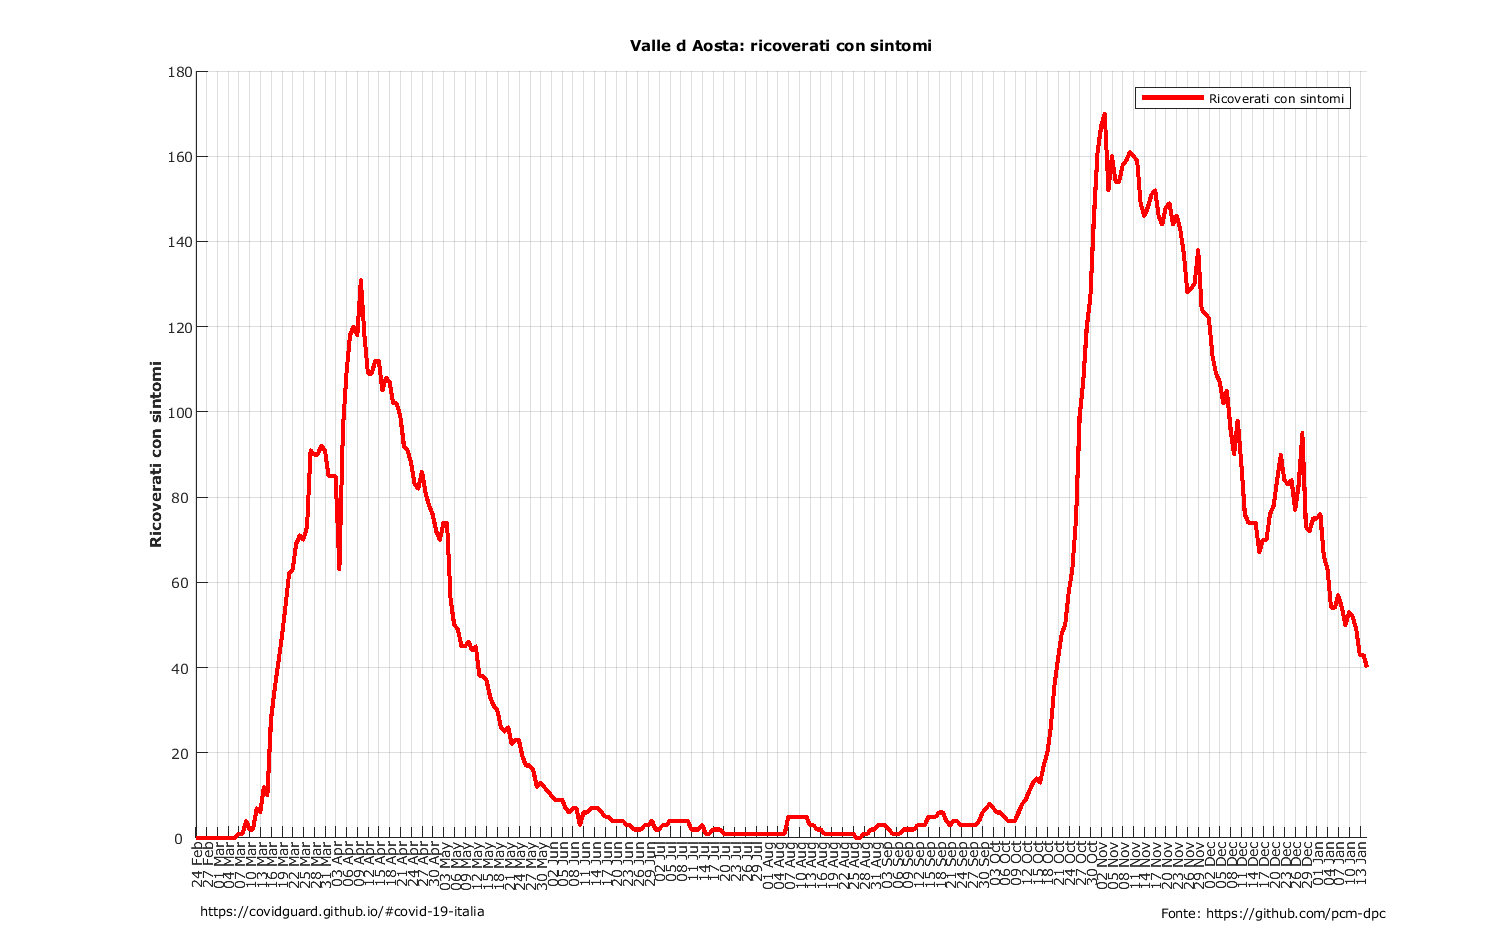 Valle d Aosta: ricoverati con sintomi
Ricoverati con sintomi
Ricoverati con sintomi
180
160
140
120
100
80
60
40
20
0
24 Feb
27 Feb
01 Mar
04 Mar
07 Mar
10 Mar
13 Mar
16 Mar
19 Mar
22 Mar
25 Mar
28 Mar
31 Mar
03 Apr
06 Apr
09 Apr
12 Apr
15 Apr
18 Apr
21 Apr
24 Apr
27 Apr
30 Apr
03 May
06 May
09 May
12 May
15 May
18 May
21 May
24 May
27 May
30 May
02 Jun
05 Jun
08 Jun
11 Jun
14 Jun
17 Jun
20 Jun
23 Jun
26 Jun
29 Jun
02 Jul
05 Jul
08 Jul
11 Jul
14 Jul
17 Jul
20 Jul
23 Jul
26 Jul
29 Jul
01 Aug
04 Aug
07 Aug
10 Aug
13 Aug
16 Aug
19 Aug
22 Aug
25 Aug
28 Aug
31 Aug
03 Sep
06 Sep
09 Sep
12 Sep
15 Sep
18 Sep
21 Sep
24 Sep
27 Sep
30 Sep
03 Oct
06 Oct
09 Oct
12 Oct
15 Oct
18 Oct
21 Oct
24 Oct
27 Oct
30 Oct
02 Nov
05 Nov
08 Nov
11 Nov
14 Nov
17 Nov
20 Nov
23 Nov
26 Nov
29 Nov
02 Dec
05 Dec
08 Dec
11 Dec
14 Dec
17 Dec
20 Dec
23 Dec
26 Dec
29 Dec
01 Jan
04 Jan
07 Jan
10 Jan
13 Jan
https://covidguard.github.io/#covid-19-italia
Fonte: https://github.com/pcm-dpc